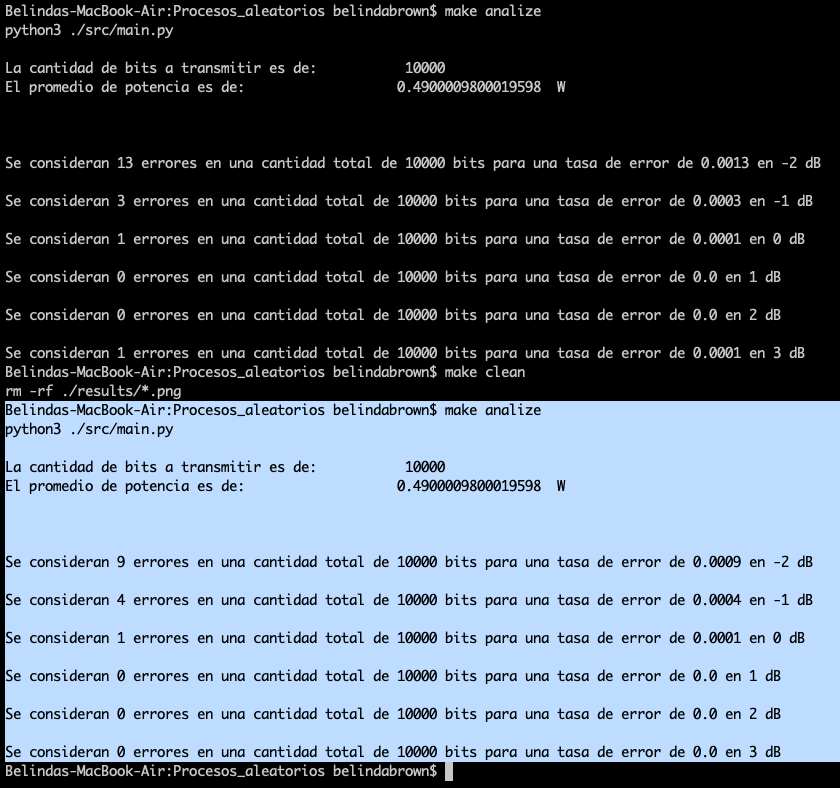 Belindas-MacBook-Air:Procesos_aleatorios belindabrown$ make analize
python3 ./src/main.py
La cantidad de bits a transmitir es de: 10000
El promedio de potencia es de: 0.4900009800019598 W
Se consideran 13 errores en una cantidad total de 10000 bits para una tasa de error de 0.0013 en -2 dB
Se consideran 3 errores en una cantidad total de 10000 bits para una tasa de error de 0.0003 en -1 dB
Se consideran 1 errores en una cantidad total de 10000 bits para una tasa de error de 0.0001 en 0 dB
Se consideran 0 errores en una cantidad total de 10000 bits para una tasa de error de 0.0 en 1 dB
Se consideran 0 errores en una cantidad total de 10000 bits para una tasa de error de 0.0 en 2 dB
Se consideran 1 errores en una cantidad total de 10000 bits para una tasa de error de 0.0001 en 3 dB
Belindas-MacBook-Air:Procesos_aleatorios belindabrown$ make clean
rm -rf ./results/*.png
Belindas-MacBook-Air:Procesos_aleatorios belindabrown$ make analize
python3 ./src/main.py
La cantidad de bits a transmitir es de: 10000
El promedio de potencia es de: 0.4900009800019598 W
Se consideran 9 errores en una cantidad total de 10000 bits para una tasa de error de 0.0009 en -2 dB
Se consideran 4 errores en una cantidad total de 10000 bits para una tasa de error de 0.0004 en -1 dB
Se consideran 1 errores en una cantidad total de 10000 bits para una tasa de error de 0.0001 en 0 dB
Se consideran 0 errores en una cantidad total de 10000 bits para una tasa de error de 0.0 en 1 dB
Se consideran 0 errores en una cantidad total de 10000 bits para una tasa de error de 0.0 en 2 dB
Se consideran 0 errores en una cantidad total de 10000 bits para una tasa de error de 0.0 en 3 dB
Belindas-MacBook-Air:Procesos_aleatorios belindabrown$